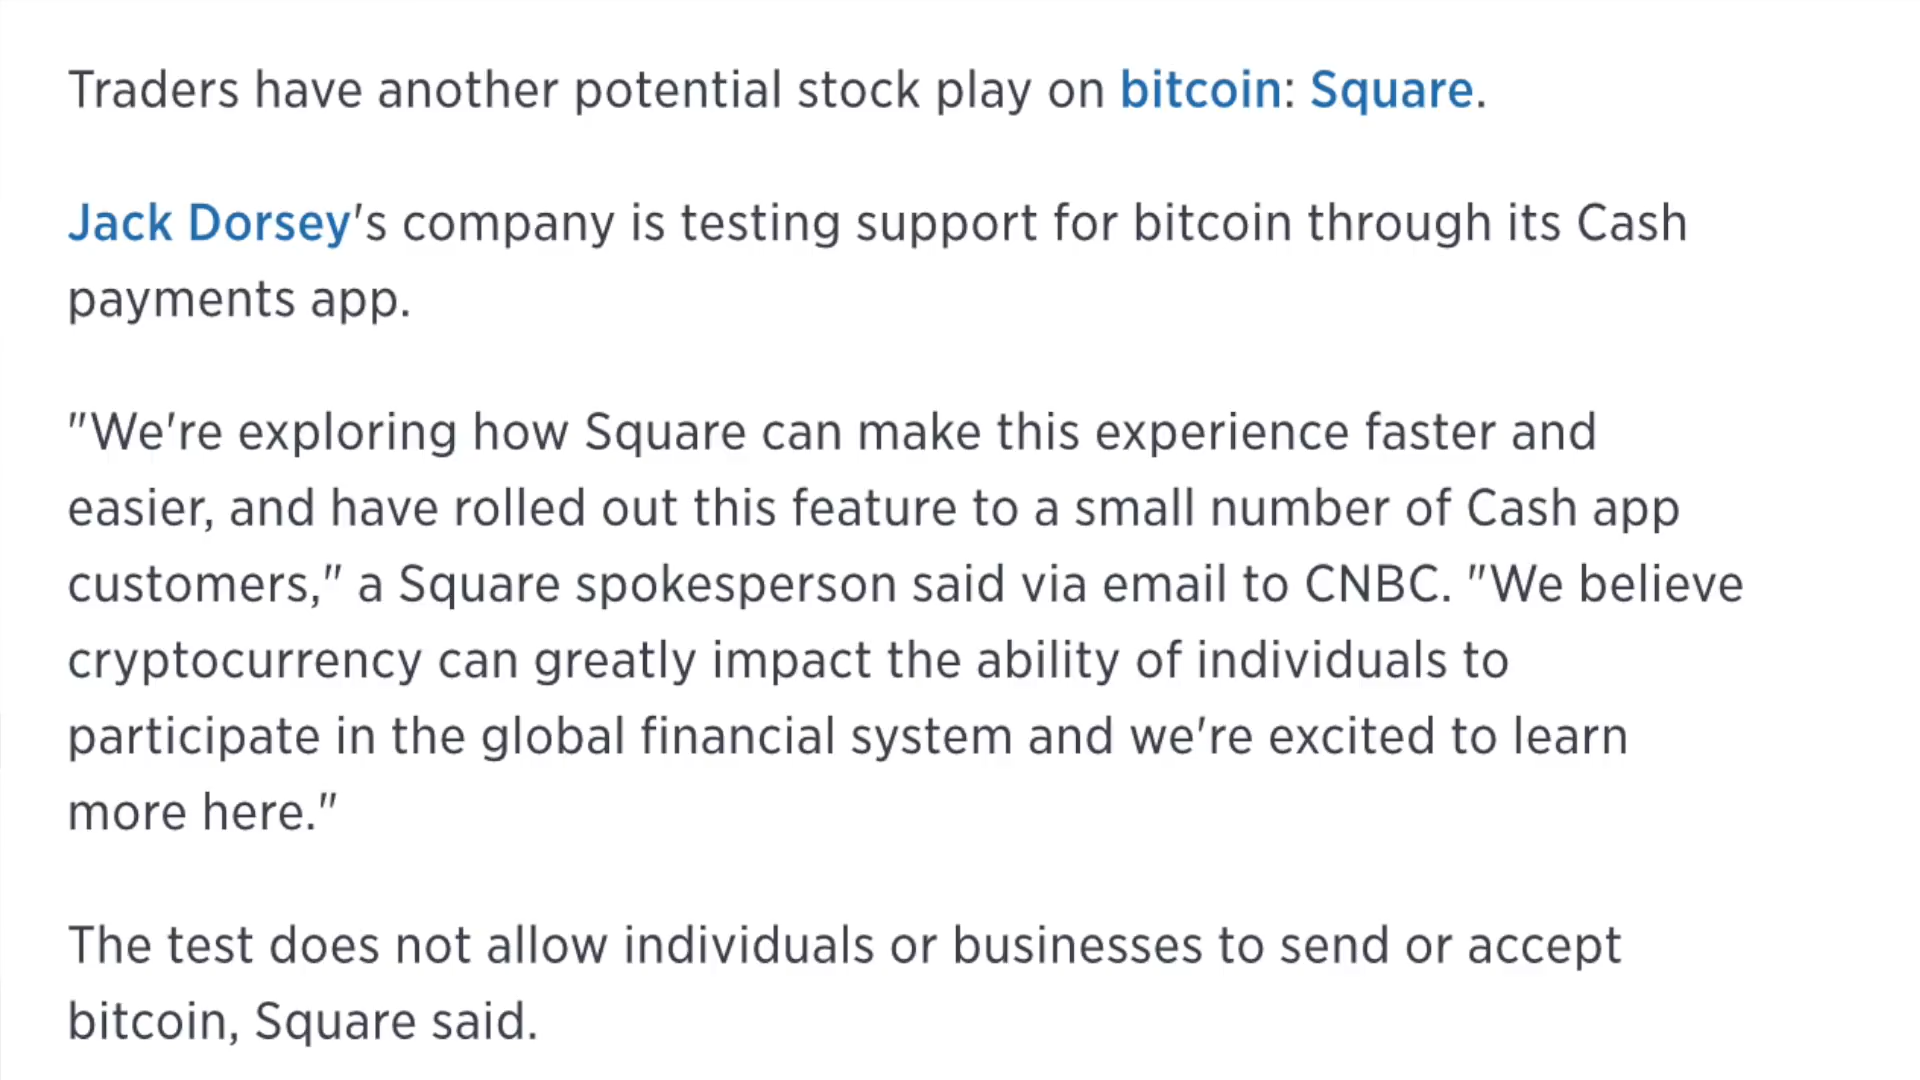 Traders have another potential stock play on bitcoin: Square.
Jack Dorsey's company is testing support for bitcoin through its Cash
payments app.
"We're exploring how Square can make this experience faster and
easier, and have rolled out this feature to a small number of Cash app
customers," a Square spokesperson said via email to CNBC. "We believe
cryptocurrency can greatly impact the ability of individuals to
participate in the global financial system and we're excited to learn
more here."
The test does not allow individuals or businesses to send or accept
bitcoin, Square said.